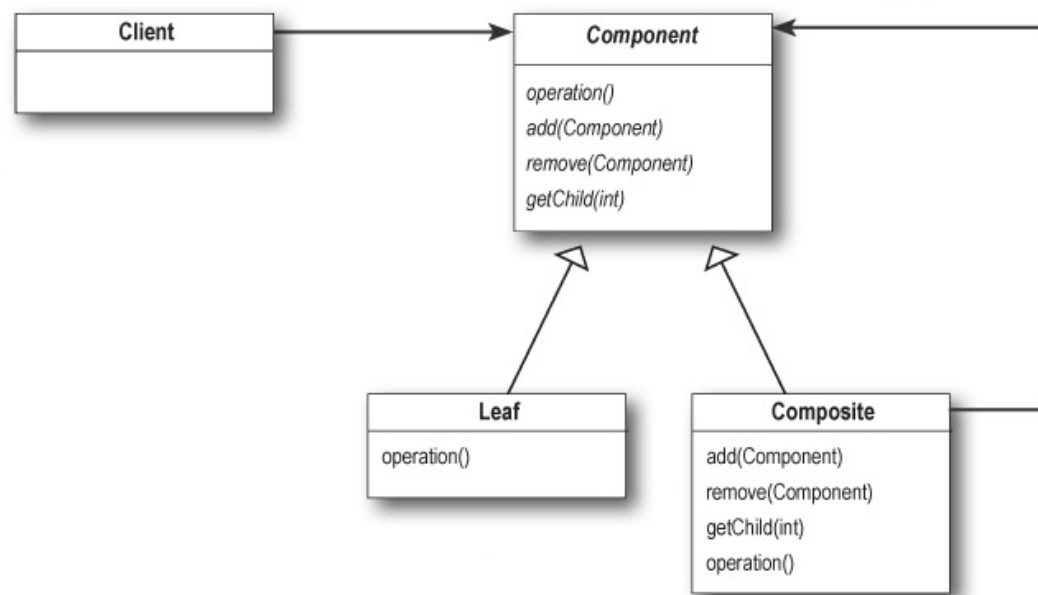 Client
Component
operation()
add(Component)
remove(Component)
getChild(int)
Leaf
operation()
Composite
add(Component)
remove(Component)
getChild(int)
operation()